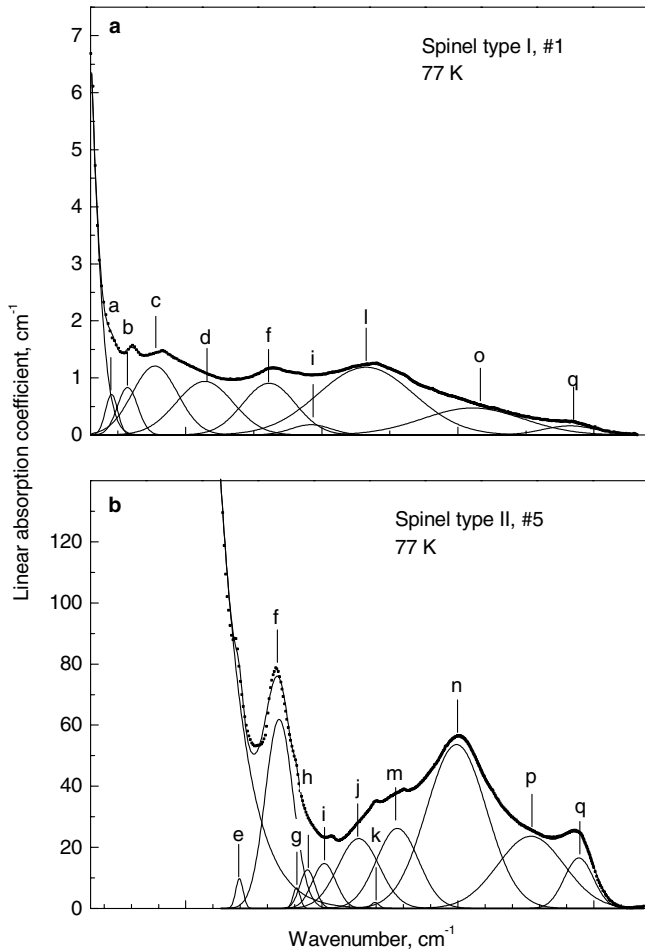 a
Spinel type I, #1
77 K
7
6
5
4
3
2
1
0
a
b
c
d
f
i
l
o
q
b
Spinel type II, #5
77 K
120
100
80
60
40
20
0
e
f
g
h
i
j
k
m
n
p
q
Linear absorption coefficient, cm-1
Wavenumber, cm-1